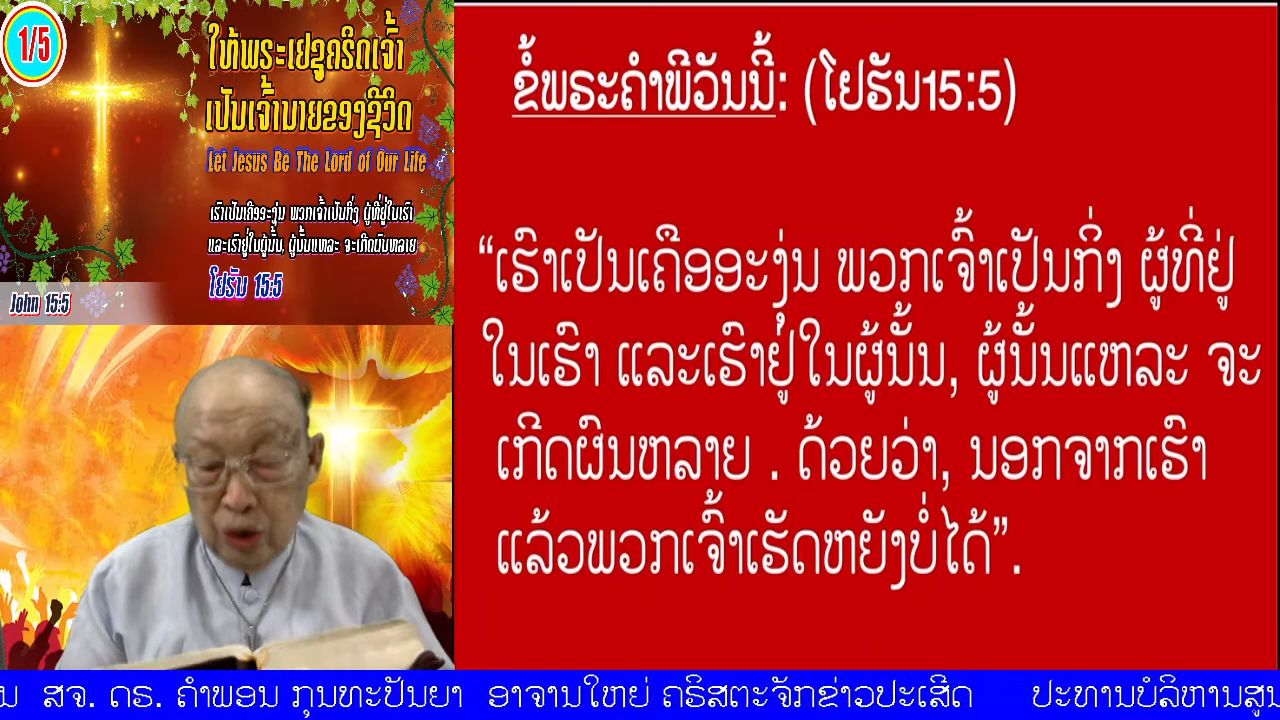 1/5
ໃຫ້ພຣະເຢຊູຄຣິດເຈົ້າ
ເປັນເຈົ້ານາຍຂອງຊີວິດ
Let Jesus Be The Lord of Our Life
ເຮົາເປັນເຄືອອະງຸ່ນ ພວກເຈົ້າເປັນກິ່ງ ຜູ້ທີ່ຢູ່ໃນເຮົາ
ແລະເຮົາຢູ່ໃນຜູ້ນັ້ນ, ຜູ້ນັ້ນແຫລະ ຈະເກີດຜົນຫລາຍ
ໂຢຮັນ 15:5
John 15:5
ຂໍ້ພຣະຄຳພີວັນນີ້: (ໂຢຮັນ15:5)
“ເຮົາເປັນເຄືອອະງຸ່ນ ພວກເຈົ້າເປັນກິ່ງ ຜູ້ທີ່ຢູ່
ໃນເຮົາ ແລະເຮົາຢູ່ໃນຜູ້ນັ້ນ, ຜູ້ນັ້ນແຫລະ ຈະ
ເກີດຜົນຫລາຍ . ດ້ວຍວ່າ, ນອກຈາກເຮົາ
ແລ້ວພວກເຈົ້າເຮັດຫຍັງບໍ່ໄດ້”.
ນ ສຈ. ດຣ. ຄຳພອນ ກຸນທະປັນຍາ ອາຈານໃຫຍ່ ຄຣິສຕະຈັກຂ່າວປະເສີດ ປະທານບໍລິຫານສູນ